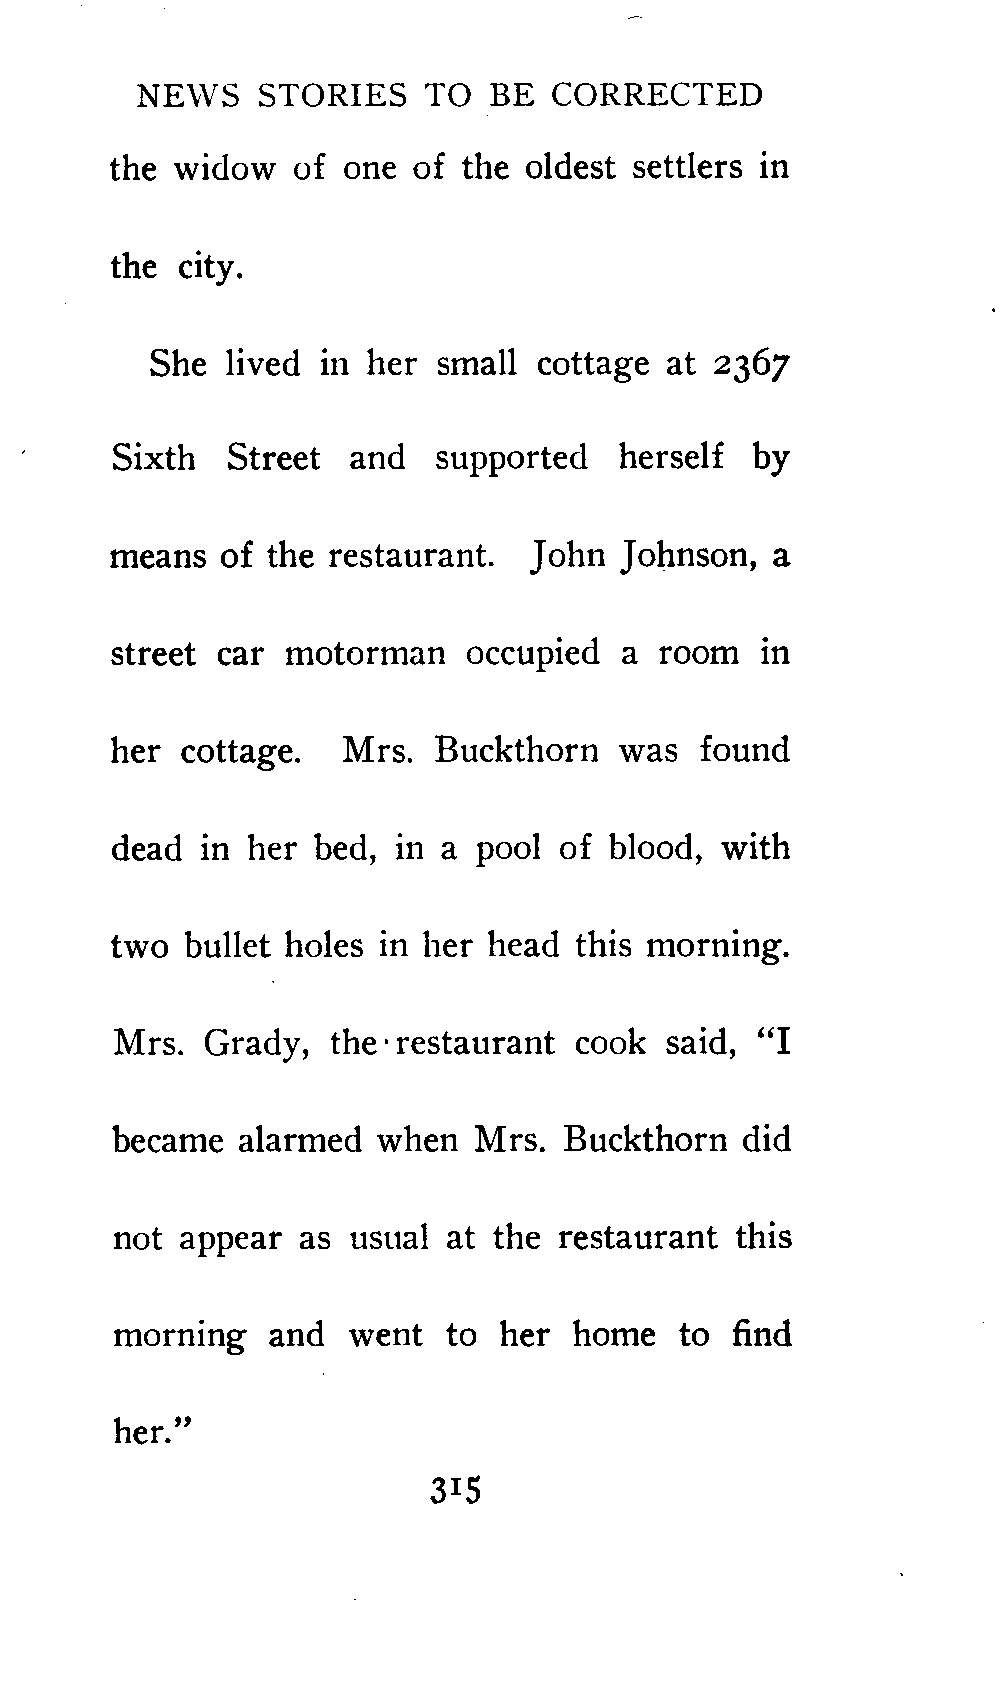 NEWS STORIES TO BE CORRECTED
the widow of one of the oldest settlers in
the city.
She lived in her small cottage at 2367
Sixth Street and supported herself by
means of the restaurant. John Johnson, a
street car motorman occupied a room in
her cottage. Mrs. Buckthorn was found
dead in her bed, in a pool of blood, with
two bullet holes in her head this morning.
Mrs. Grady, the restaurant cook said, “I
became alarmed when Mrs. Buckthorn did
not appear as usual at the restaurant this
morning and went to her home to find
her.”
315